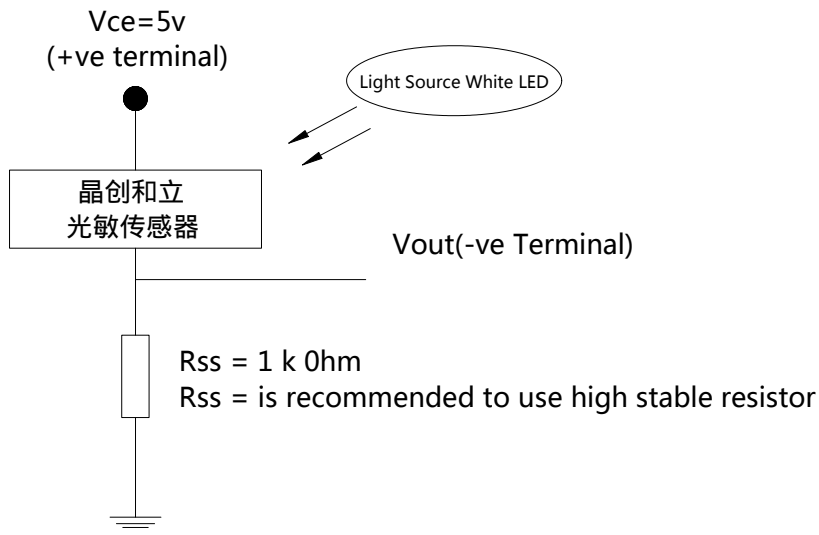 Vce=5v
(+ve terminal)
Light Source White LED
晶创和立
光敏传感器
Vout(-ve Terminal)
Rss = 1 k 0hm
Rss = is recommended to use high stable resistor